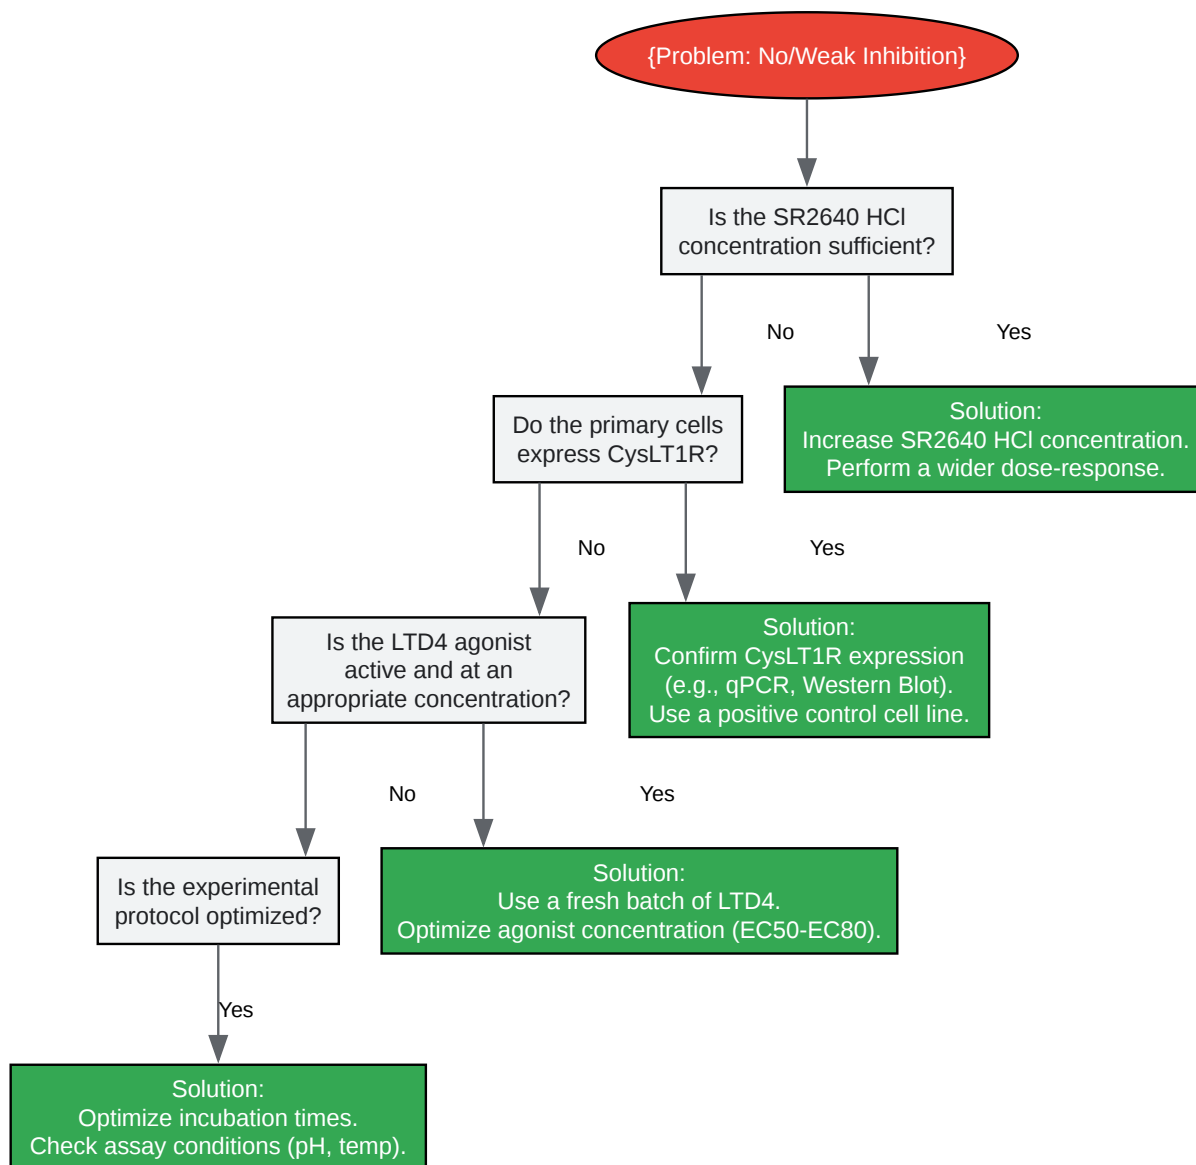 {Problem: No/Weak Inhibition}
Is the SR2640 HCl
concentration sufficient?
No
Yes
Do the primary cells
express CysLT1R?
Solution:
Increase SR2640 HCl concentration.
Perform a wider dose-response.
No
Yes
Is the LTD4 agonist
active and at an
appropriate concentration?
Solution:
Confirm CysLT1R expression
(e.g., qPCR, Western Blot).
Use a positive control cell line.
No
Yes
Is the experimental
protocol optimized?
Solution:
Use a fresh batch of LTD4.
Optimize agonist concentration (EC50-EC80).
Yes
Solution:
Optimize incubation times.
Check assay conditions (pH, temp).